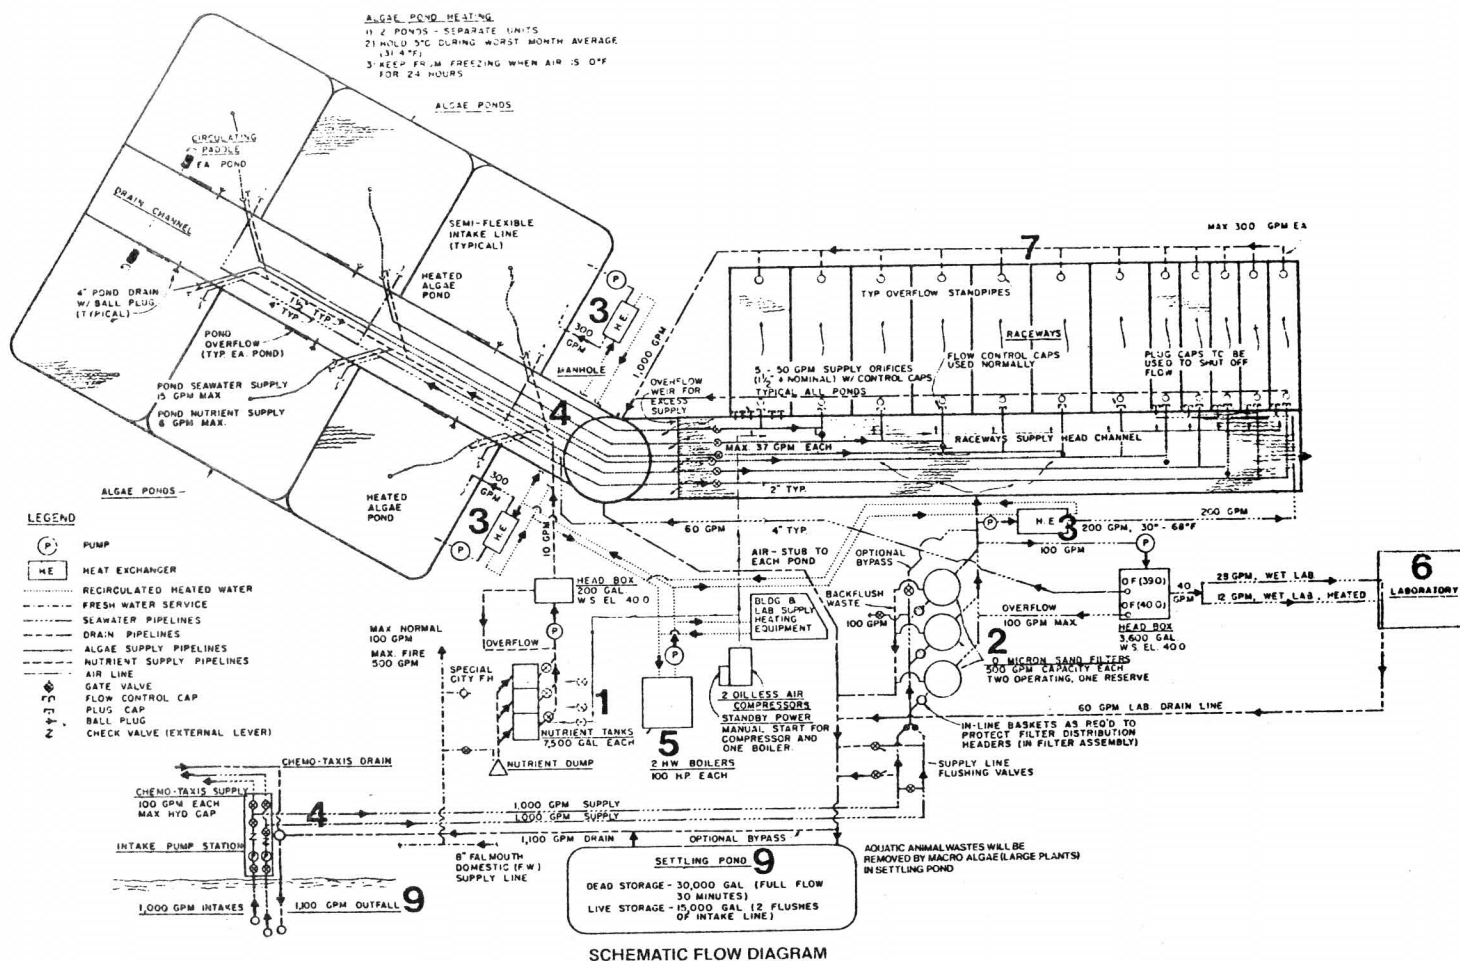 ALGAE POND HEATING
1) 2 PONDS - SEPARATE UNITS
2) HOLD 5°C DURING WORST MONTH AVERAGE
(31.4°F)
3) KEEP FROM FREEZING WHEN AIR IS 0°F
FOR 24 HOURS
ALGAE PONDS
CIRCULATING
PADDLE
EA POND
DRAIN CHANNEL
SEMI-FLEXIBLE
INTAKE LINE
(TYPICAL)
HEATED
ALGAE
POND
4" POND DRAIN
W/ BALL PLUG
(TYPICAL)
POND
OVERFLOW
(TYP. EA. POND)
POND SEAWATER SUPPLY
15 GPM MAX
POND NUTRIENT SUPPLY
6 GPM MAX.
4" TYP.
1½" TYP.
P
H.E.
3
300
GPM
MANHOLE
1,000 GPM
4
7
MAX 300 GPM EA
TYP OVERFLOW STANDPIPES
RACEWAYS
FLOW CONTROL CAPS
USED NORMALLY
PLUG CAPS TO BE
USED TO SHUT OFF
FLOW
5 - 50 GPM SUPPLY ORIFICES
(1½" NOMINAL) W/ CONTROL CAPS
TYPICAL ALL PONDS
OVERFLOW
WEIR FOR
EXCESS
SUPPLY
MAX. 37 GPM EACH
RACEWAYS SUPPLY HEAD CHANNEL
2" TYP.
ALGAE PONDS
HEATED
ALGAE
POND
300
GPM
3
H.E.
P
10 GPM
60 GPM
4" TYP.
P
H.E.
3
200 GPM, 30° - 68°F
200 GPM
100 GPM
P
AIR - STUB TO
EACH POND
OPTIONAL
BYPASS
BACKFLUSH
WASTE
100 GPM
2
10 MICRON SAND FILTERS
500 GPM CAPACITY EACH
TWO OPERATING, ONE RESERVE
OVERFLOW
100 GPM MAX
OF (39.0)
OF (40.0)
HEAD BOX
3,600 GAL.
W.S. EL. 40.0
40
GPM
28 GPM, WET LAB
12 GPM, WET LAB, HEATED
6
LABORATORY
60 GPM LAB. DRAIN LINE
IN-LINE BASKETS AS REQ'D TO
PROTECT FILTER DISTRIBUTION
HEADERS (IN FILTER ASSEMBLY)
SUPPLY LINE
FLUSHING VALVES
LEGEND
P PUMP
H.E. HEAT EXCHANGER
RECIRCULATED HEATED WATER
FRESH WATER SERVICE
SEAWATER PIPELINES
DRAIN PIPELINES
ALGAE SUPPLY PIPELINES
NUTRIENT SUPPLY PIPELINES
AIR LINE
GATE VALVE
FLOW CONTROL CAP
PLUG CAP
BALL PLUG
CHECK VALVE (EXTERNAL LEVER)
HEAD BOX
200 GAL
W.S. EL. 40.0
P
OVERFLOW
MAX NORMAL
100 GPM
MAX. FIRE
500 GPM
SPECIAL
CITY F.H.
1
NUTRIENT TANKS
7,500 GAL EACH
NUTRIENT DUMP
BLDG &
LAB SUPPLY
HEATING
EQUIPMENT
P
5
2 HW BOILERS
100 H.P. EACH
2 OILLESS AIR
COMPRESSORS
STANDBY POWER
MANUAL START FOR
COMPRESSOR AND
ONE BOILER.
CHEMO-TAXIS DRAIN
CHEMO-TAXIS SUPPLY
100 GPM EACH
MAX HYD CAP
4
INTAKE PUMP STATION
1,000 GPM INTAKES
1,100 GPM OUTFALL
9
1,000 GPM SUPPLY
1,000 GPM SUPPLY
1,100 GPM DRAIN
OPTIONAL BYPASS
8" FALMOUTH
DOMESTIC (F.W.)
SUPPLY LINE
SETTLING POND
9
DEAD STORAGE - 30,000 GAL (FULL FLOW
30 MINUTES)
LIVE STORAGE - 15,000 GAL (2 FLUSHES
OF INTAKE LINE)
AQUATIC ANIMAL WASTES WILL BE
REMOVED BY MACRO ALGAE (LARGE PLANTS)
IN SETTLING POND
SCHEMATIC FLOW DIAGRAM